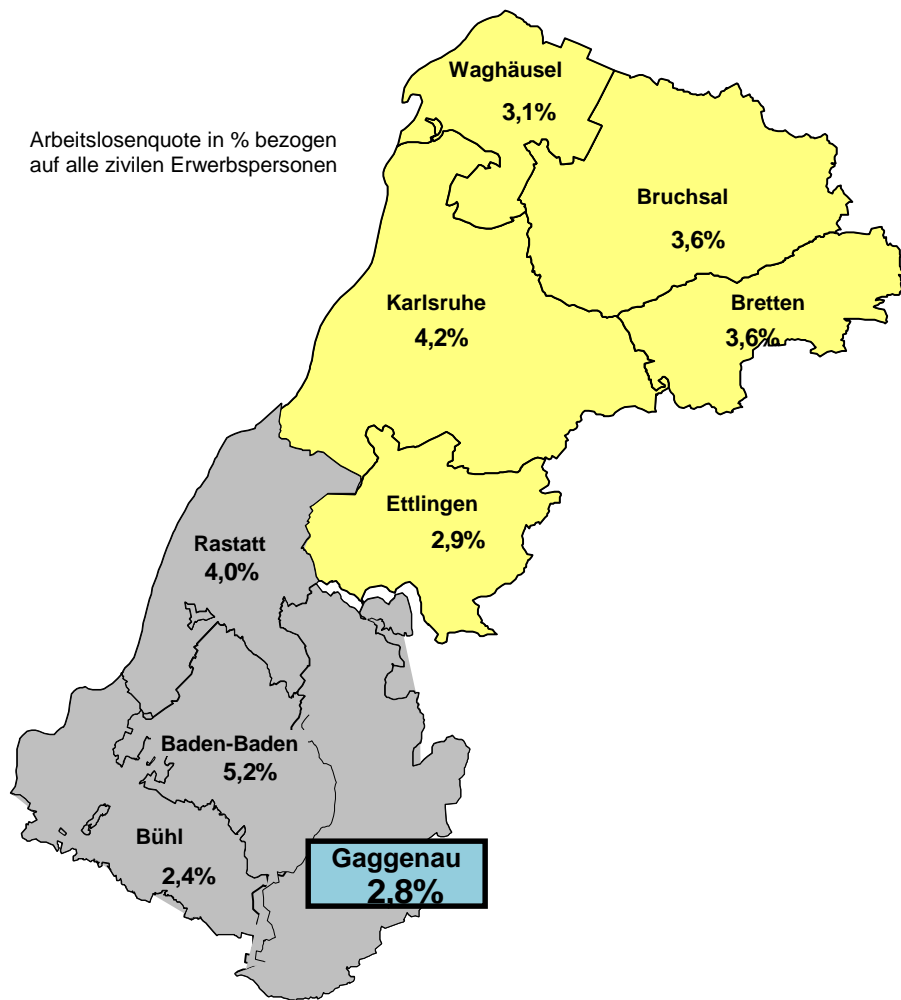 Waghäusel
3,1%
Arbeitslosenquote in % bezogen
auf alle zivilen Erwerbspersonen
Bruchsal
3,6%
Karlsruhe
4,2%
Bretten
3,6%
Ettlingen
2,9%
Rastatt
4,0%
Baden-Baden
5,2%
Bühl
2,4%
Gaggenau
2,8%